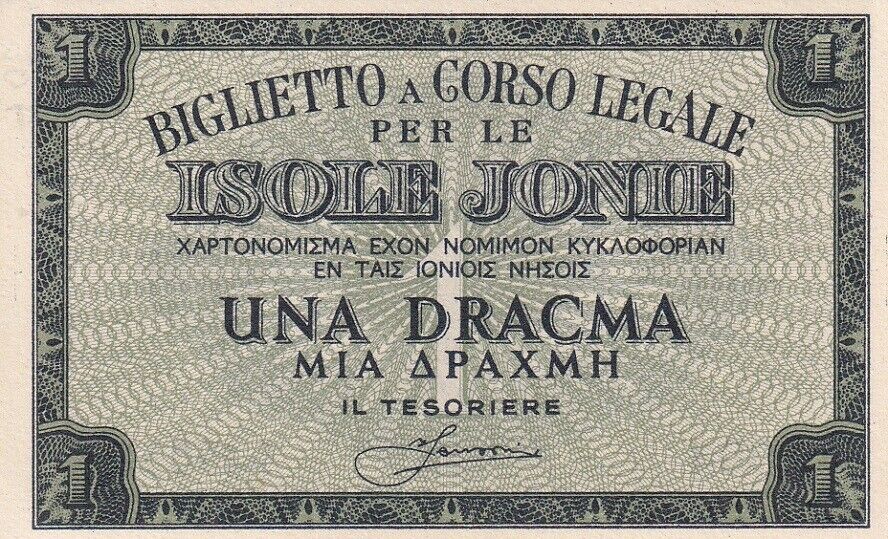 1 1
BIGLIETTO A CORSO LEGALE
PER LE
ISOLE JONIE
ΧΑΡΤΟΝΟΜΙΣΜΑ ΕΧΟΝ ΝΟΜΙΜΟΝ ΚΥΚΛΟΦΟΡΙΑΝ
ΕΝ ΤΑΙΣ ΙΟΝΙΟΙΣ ΝΗΣΟΙΣ
UNA DRACMA
ΜΙΑ ΔΡΑΧΜΗ
IL TESORIERE
1 1